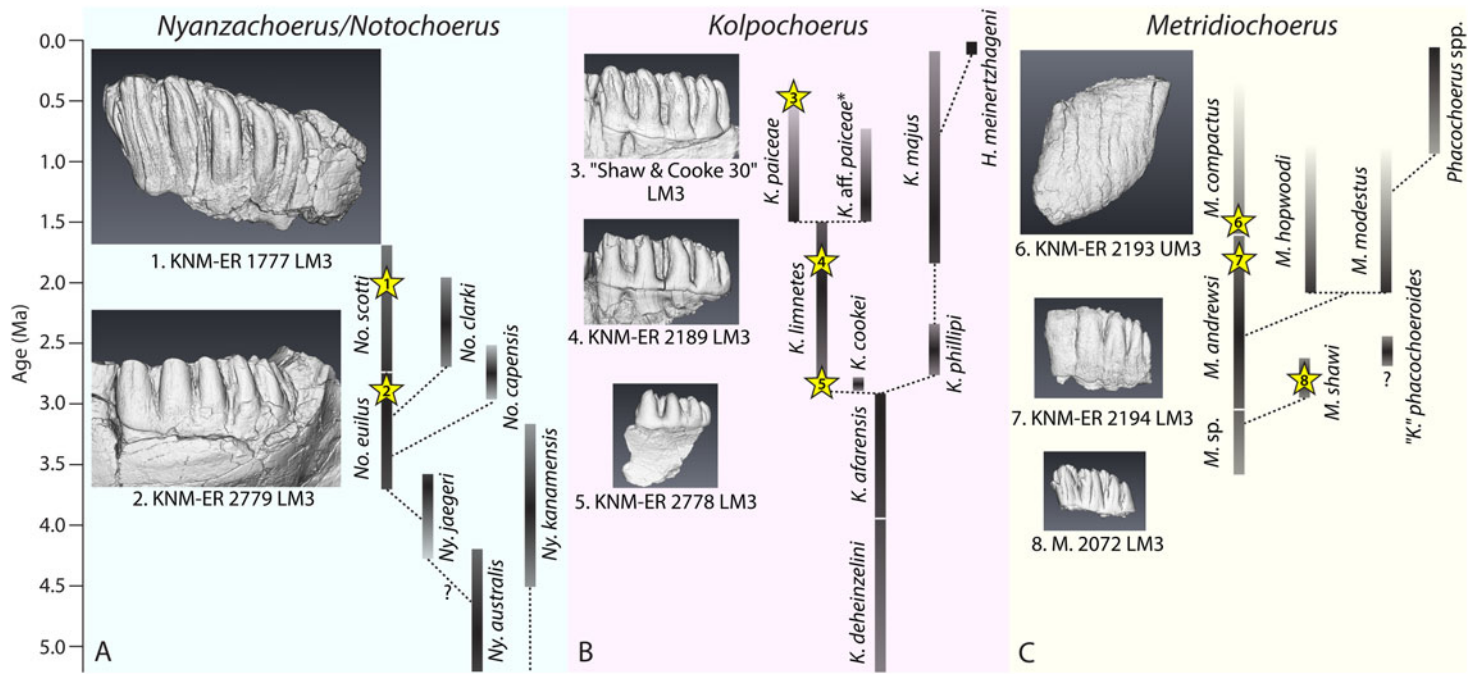 Nyanzachoerus/Notochoerus
Kolpochoerus
Metridiochoerus
Age (Ma)
0.0
0.5
1.0
1.5
2.0
2.5
3.0
3.5
4.0
4.5
5.0
1. KNM-ER 1777 LM3
2. KNM-ER 2779 LM3
1
2
No. scotti
No. euilus
No. clarki
No. capensis
Ny. jaegeri
?
Ny. australis
Ny. kanamensis
A
3. "Shaw & Cooke 30"
LM3
4. KNM-ER 2189 LM3
5. KNM-ER 2778 LM3
3
4
5
K. paiceae
K. aff. paiceae*
K. majus
H. meinertzhageni
K. limnetes
K. cookei
K. phillipi
K. afarensis
K. deheinzelini
B
6. KNM-ER 2193 UM3
7. KNM-ER 2194 LM3
8. M. 2072 LM3
6
7
8
M. compactus
M. hopwoodi
M. modestus
Phacochoerus spp.
M. andrewsi
M. shawi
?
"K" phacochoeroides
M. sp.
C